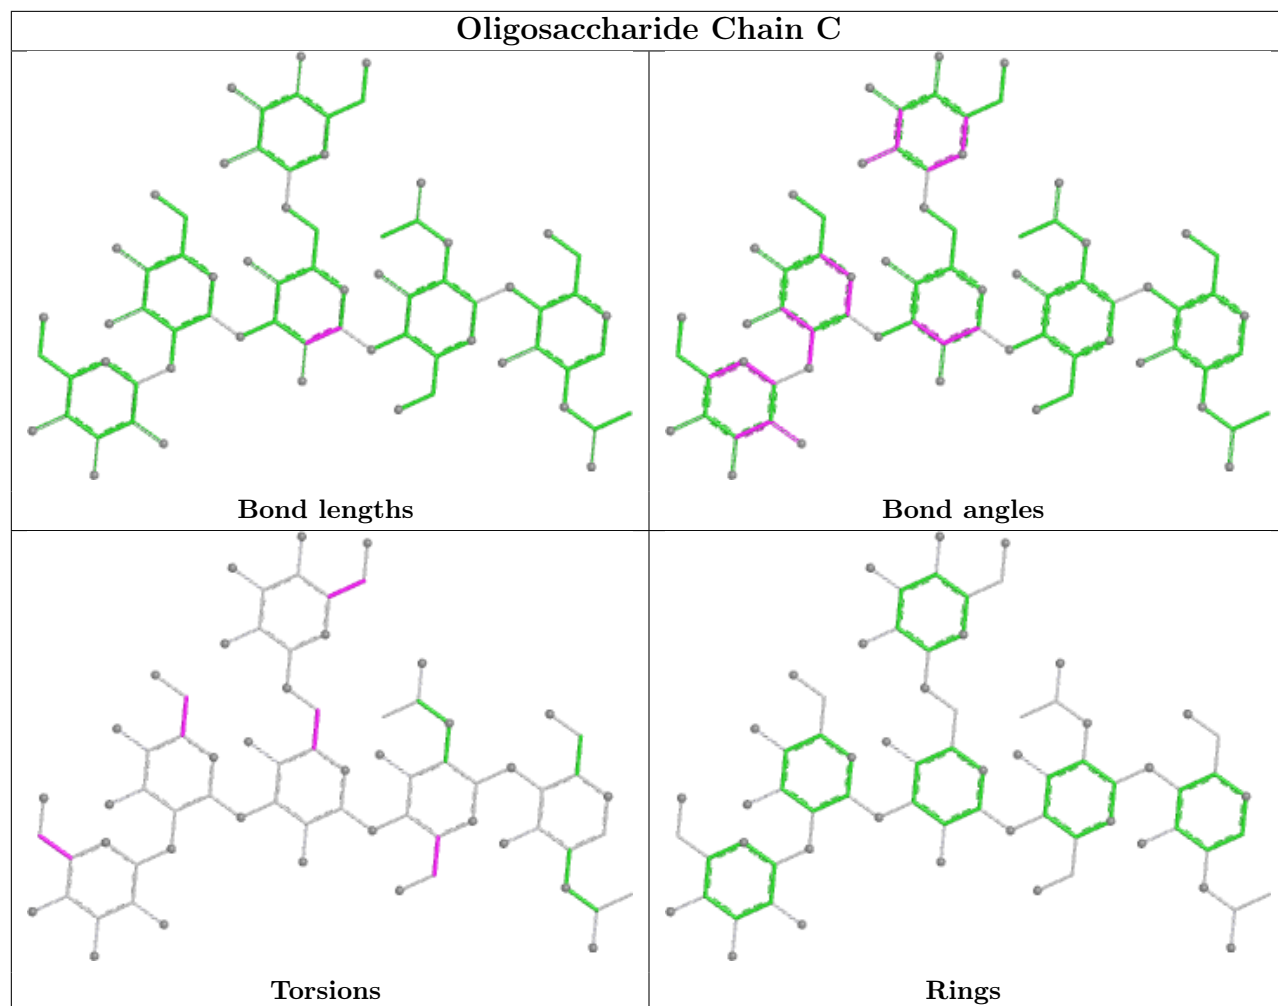 Oligosaccharide Chain C
Bond lengths
Bond angles
Torsions
Rings